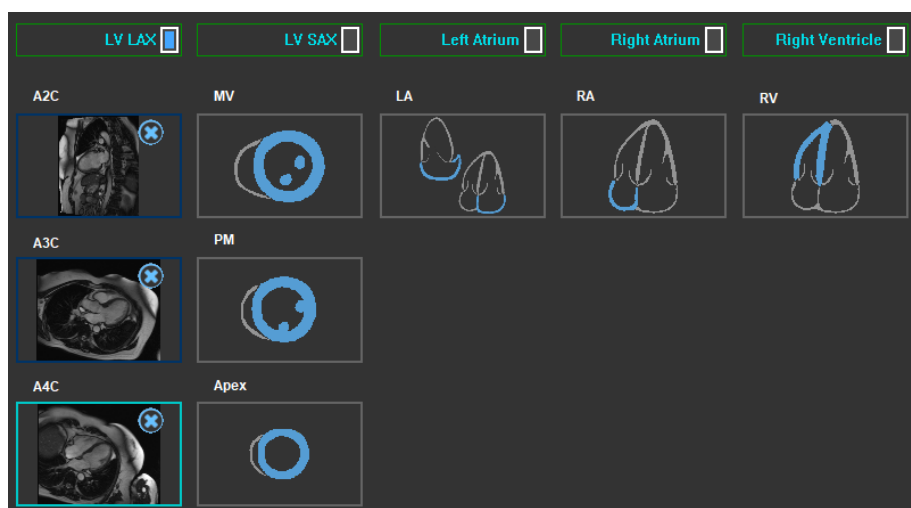 LV LAX LV SAX Left Atrium Right Atrium Right Ventricle
A2C MV LA RA RV
A3C PM
A4C Apex